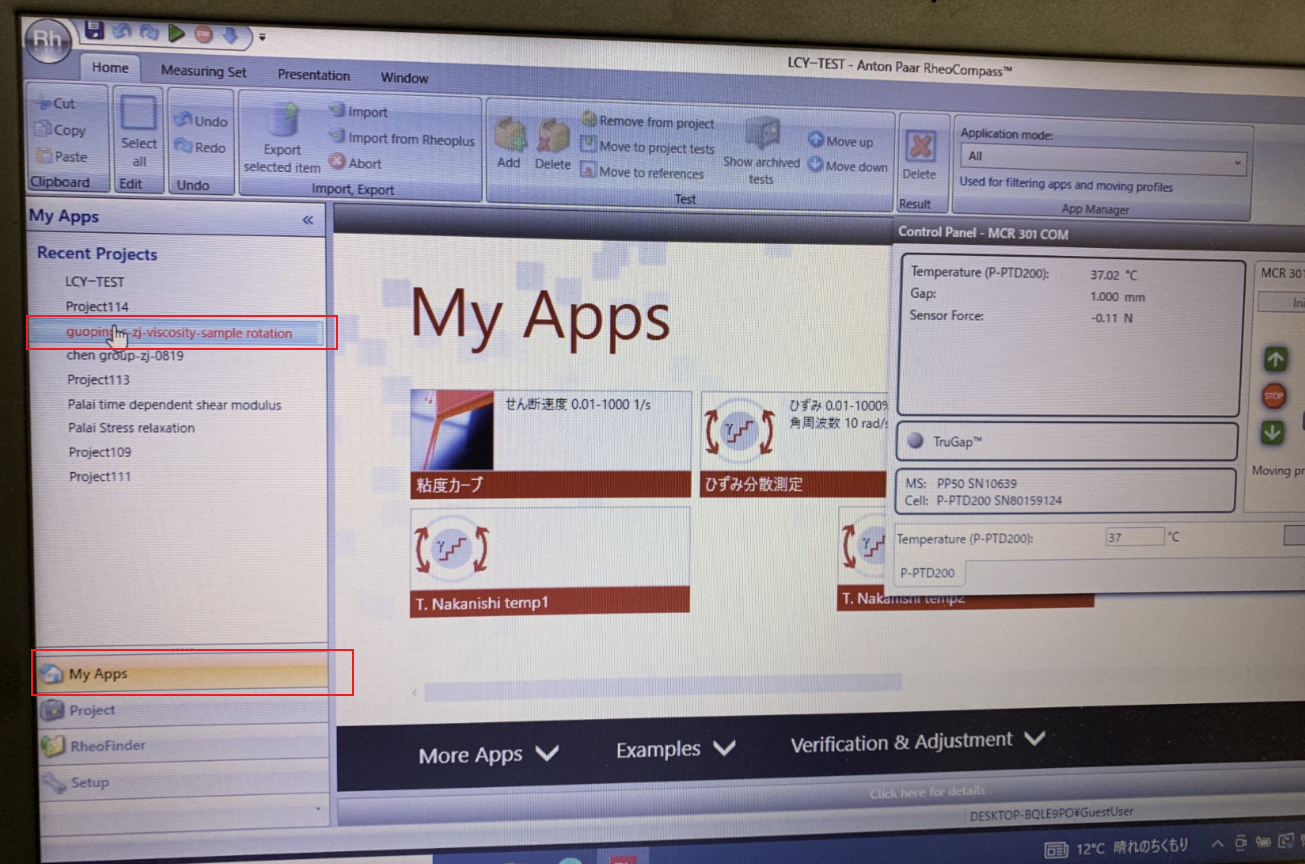 Rh
LCY-TEST - Anton Paar RheoCompass™
Home
Measuring Set
Presentation
Window
Cut
Copy
Paste
Clipboard
Select
all
Edit
Undo
Redo
Undo
Export
selected item
Import
Import from Rheoplus
Abort
Import, Export
Add
Delete
Remove from project
Move to project tests
Move to references
Show archived
tests
Move up
Move down
Test
Delete
Result
Application mode:
All
Used for filtering apps and moving profiles
App Manager
My Apps
«
Recent Projects
LCY-TEST
Project114
-zj-viscosity-sample rotation
chen group-zj-0819
Project113
Palai time dependent shear modulus
Palai Stress relaxation
Project109
Project111
My Apps
Project
RheoFinder
Setup
My Apps
せん断速度 0.01-1000 1/s
粘度カーブ
ひずみ 0.01-1000%
角周波数 10 rad/s
ひずみ分散測定
γ
T. Nakanishi temp1
γ
T. Nakanishi temp2
More Apps
Examples
Verification & Adjustment
Control Panel - MCR 301 COM
Temperature (P-PTD200): 37.02 °C
Gap: 1.000 mm
Sensor Force: -0.11 N
TruGap™
MS: PP50 SN10639
Cell: P-PTD200 SN80159124
Temperature (P-PTD200): 37 °C
P-PTD200
MCR 301
STOP
Moving
Click here for details
DESKTOP-BQLE9PO¥GuestUser
12°C 晴れのちくもり